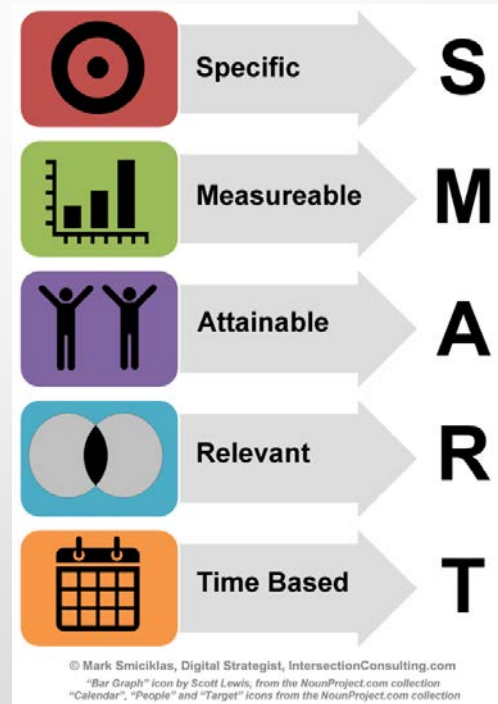 Specific S
Measureable M
Attainable A
Relevant R
Time Based T
© Mark Smiciklas, Digital Strategist, IntersectionConsulting.com
"Bar Graph" icon by Scott Lewis, from the NounProject.com collection
"Calendar", "People" and "Target" icons from the NounProject.com collection